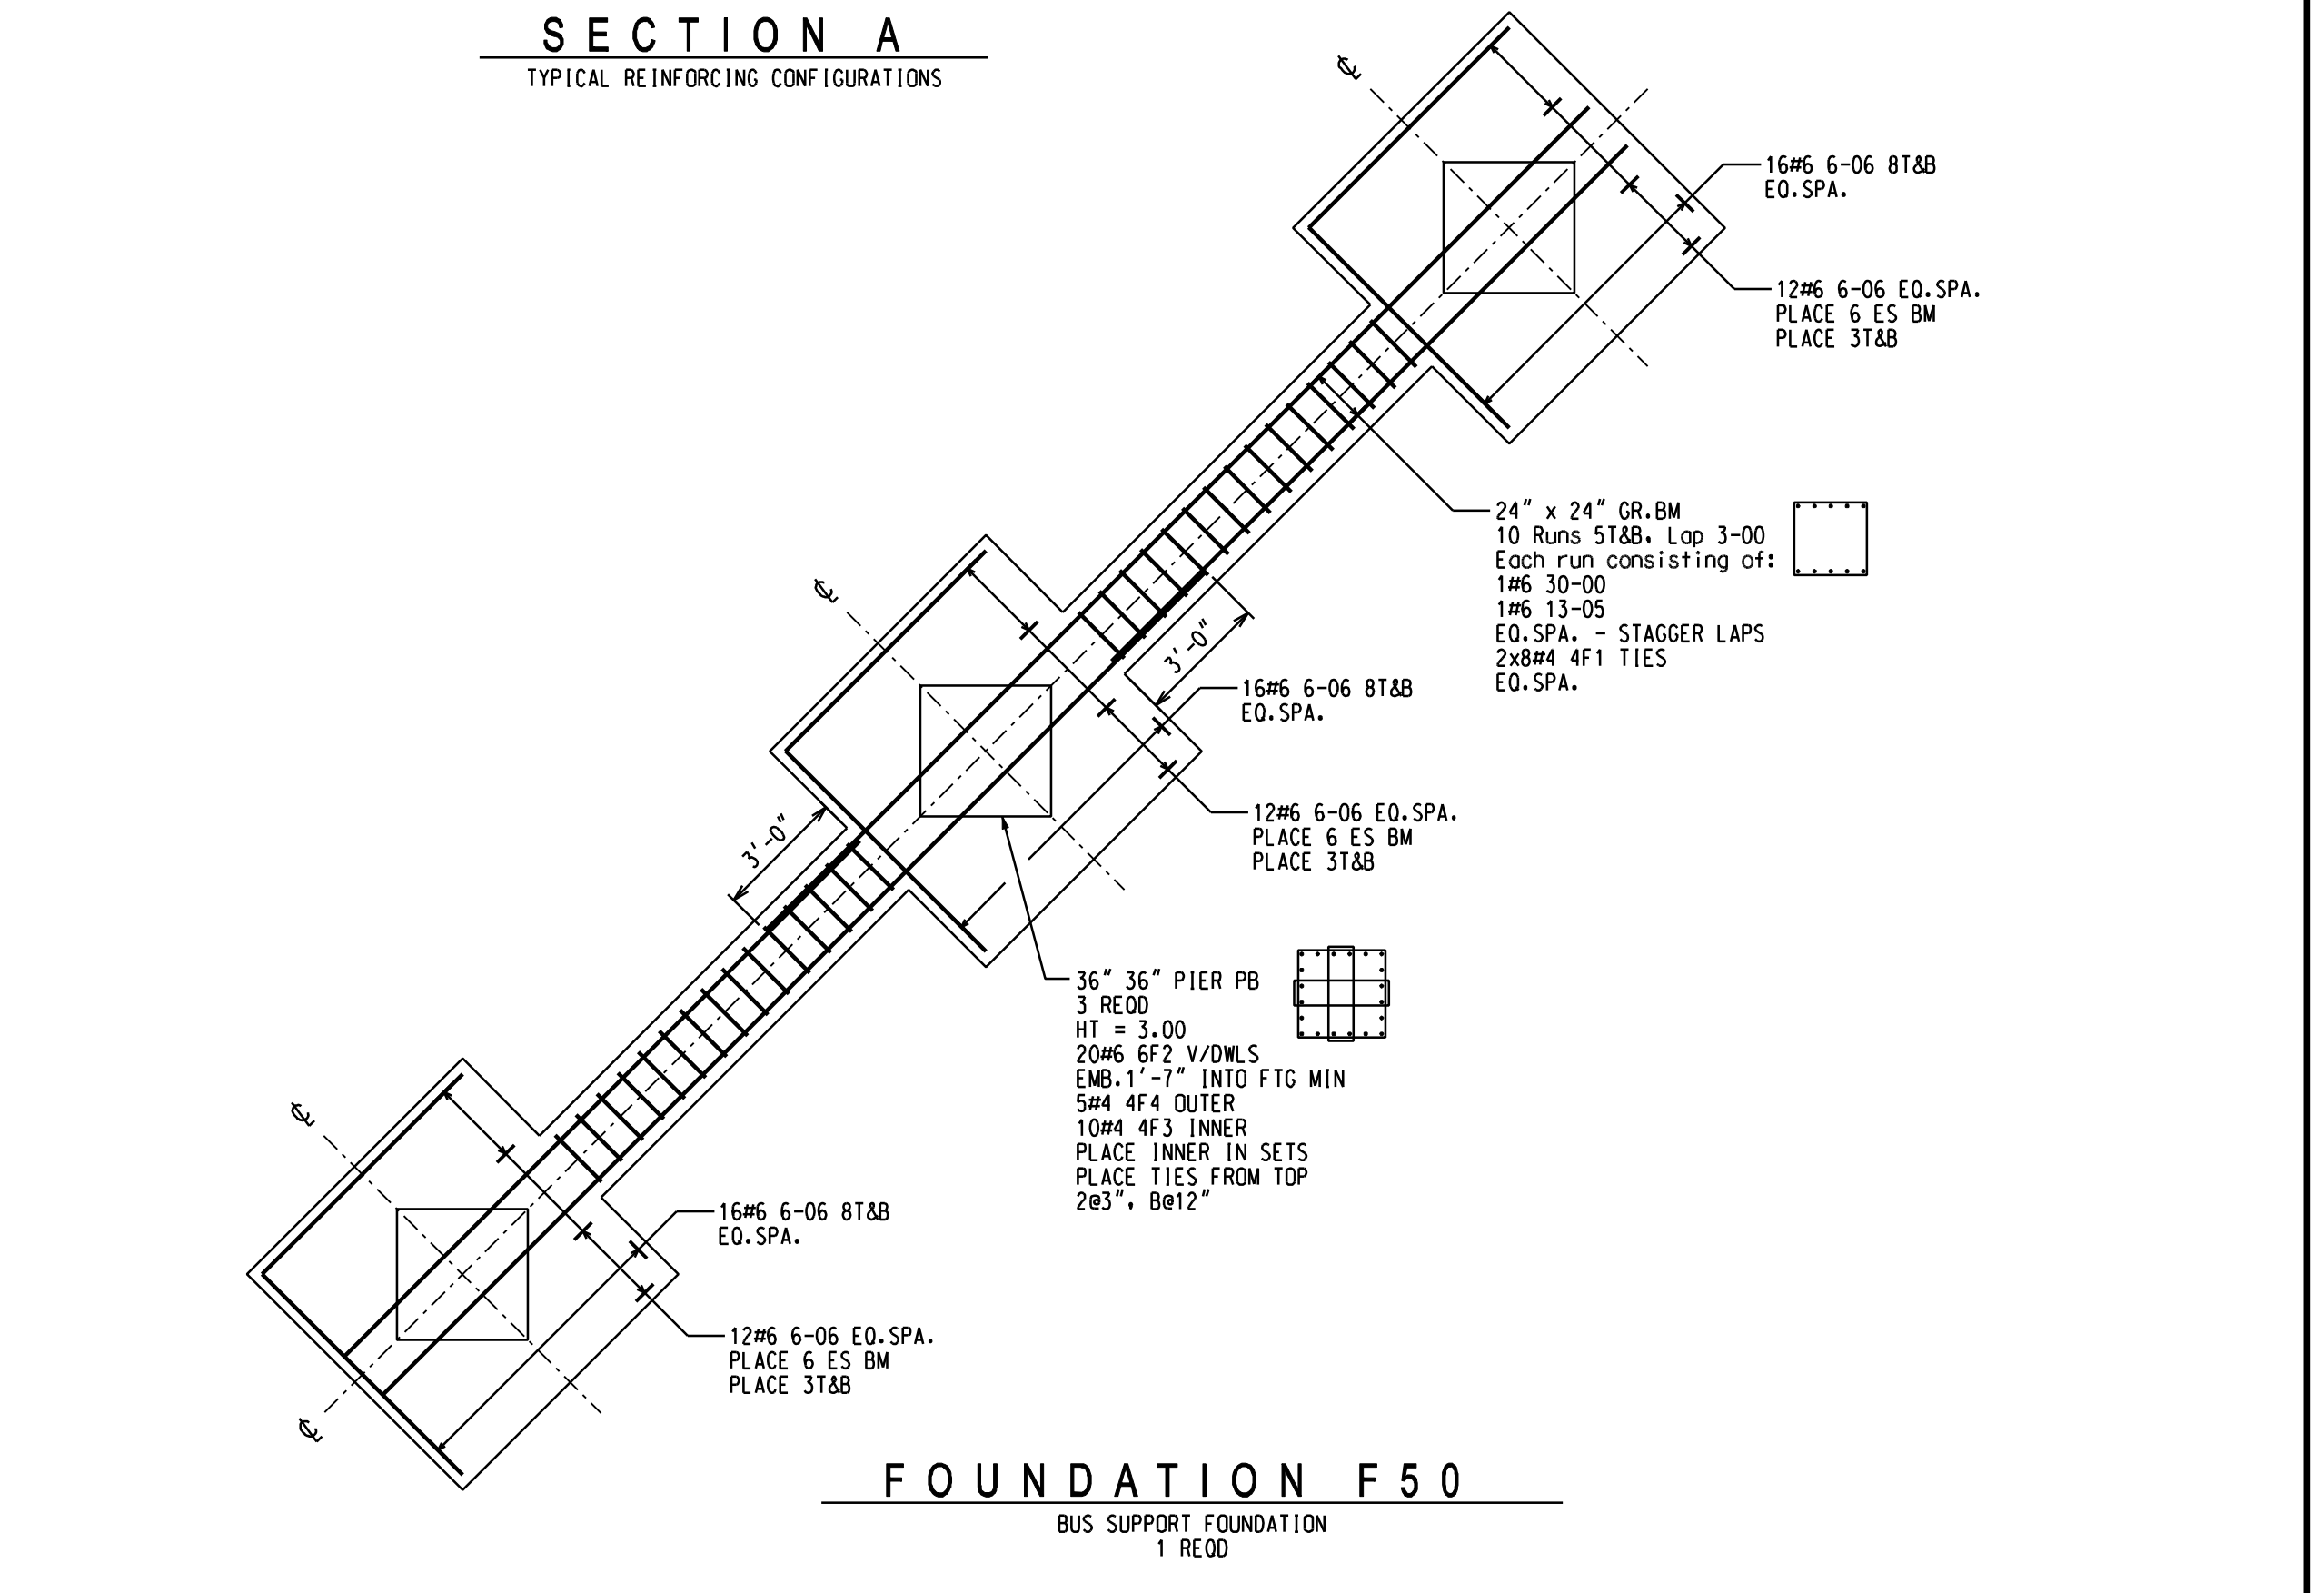 SECTION A
TYPICAL REINFORCING CONFIGURATIONS
℄
16#6 6-06 8T&B
EQ.SPA.
12#6 6-06 EQ.SPA.
PLACE 6 ES BM
PLACE 3T&B
24" x 24" GR.BM
10 Runs 5T&B. Lap 3-00
Each run consisting of:
1#6 30-00
1#6 13-05
EQ.SPA. - STAGGER LAPS
2x8#4 4F1 TIES
EQ.SPA.
℄
3'-0"
16#6 6-06 8T&B
EQ.SPA.
12#6 6-06 EQ.SPA.
PLACE 6 ES BM
PLACE 3T&B
3'-0"
36" 36" PIER PB
3 REQD
HT = 3.00
20#6 6F2 V/DWLS
EMB.1'-7" INTO FTG MIN
5#4 4F4 OUTER
10#4 4F3 INNER
PLACE INNER IN SETS
PLACE TIES FROM TOP
2@3", B@12"
℄
16#6 6-06 8T&B
EQ.SPA.
12#6 6-06 EQ.SPA.
PLACE 6 ES BM
PLACE 3T&B
℄
FOUNDATION F50
BUS SUPPORT FOUNDATION
1 REQD